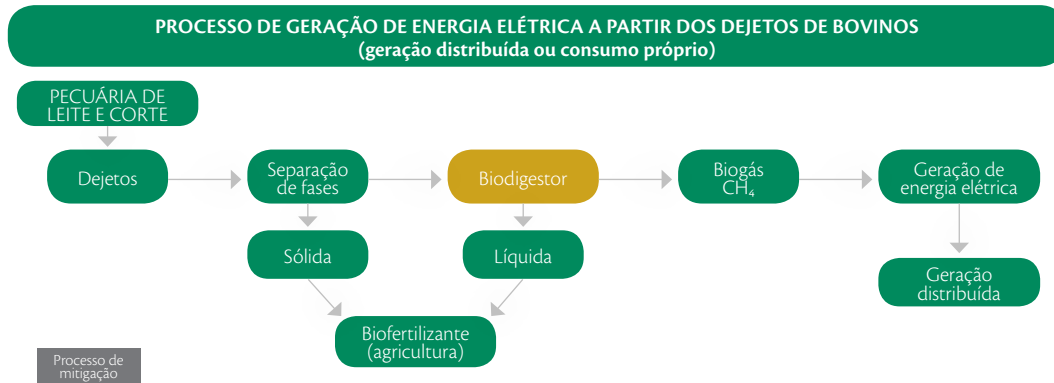 PROCESSO DE GERAÇÃO DE ENERGIA ELÉTRICA A PARTIR DOS DEJETOS DE BOVINOS
(geração distribuída ou consumo próprio)
PECUÁRIA DE
LEITE E CORTE
Dejetos
Separação
de fases
Biodigestor
Biogás
CH₄
Geração de
energia elétrica
Sólida
Líquida
Geração
distribuída
Biofertilizante
(agricultura)
Processo de
mitigação